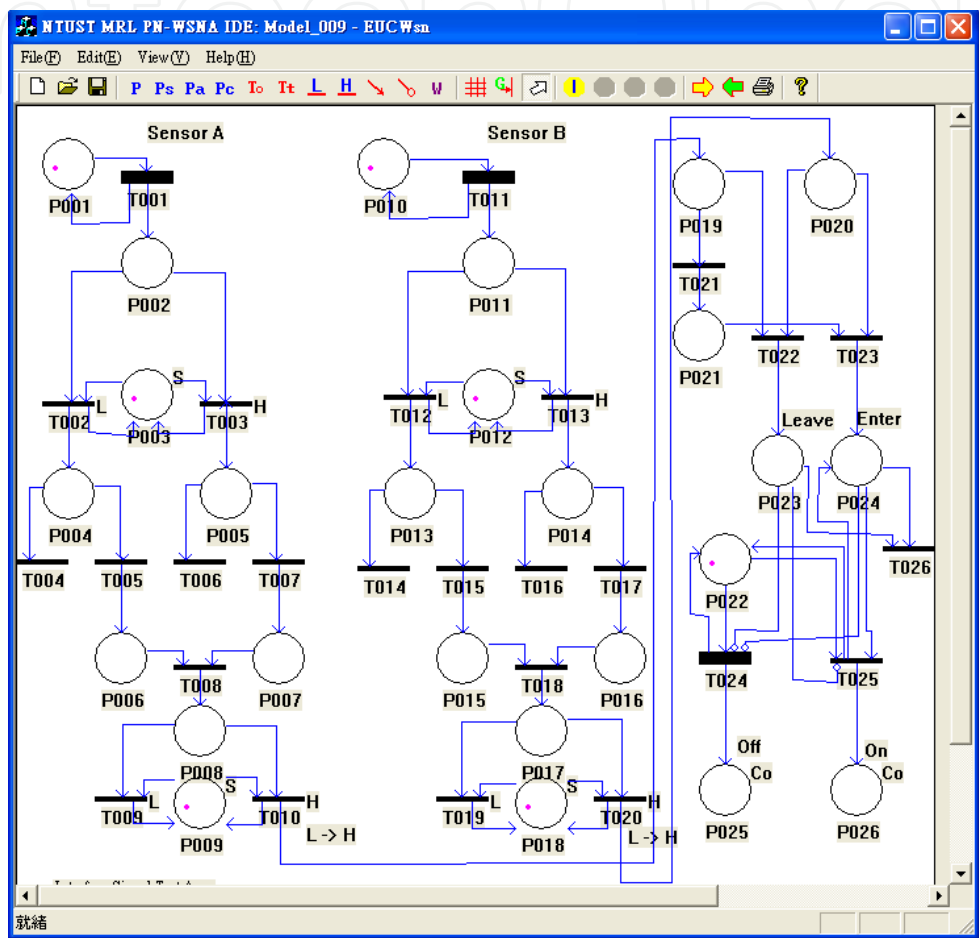 NTUST MRL PN-WSNA IDE: Model_009 - EUCWsn
File(F) Edit(E) View(V) Help(H)
P Ps Pa Pc To Tt L H W G I ?
Sensor A
Sensor B
P001
T001
P010
T011
P019
P020
P002
P011
T021
P021
T022
T023
S
S
L
H
L
H
T002
P003
T003
T012
P012
T013
Leave
Enter
P004
P005
P013
P014
P023
P024
T004
T005
T006
T007
T014
T015
T016
T017
P022
T026
P006
T008
P007
P015
T018
P016
T024
T025
P008
P017
Off
On
S
S
Co
Co
L
H
L
H
T009
T010
T019
T020
P009
L -> H
P018
L -> H
P025
P026
就緒